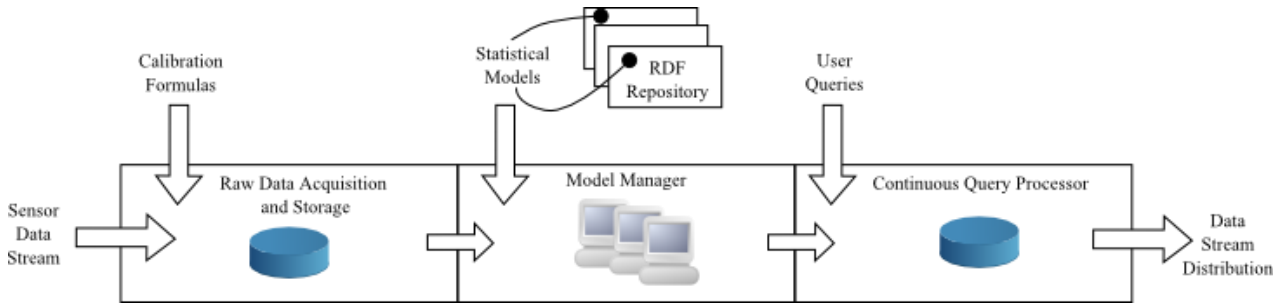 Calibration
Formulas
Statistical
Models
RDF
Repository
User
Queries
Sensor
Data
Stream
Raw Data Acquisition
and Storage
Model Manager
Continuous Query Processor
Data
Stream
Distribution